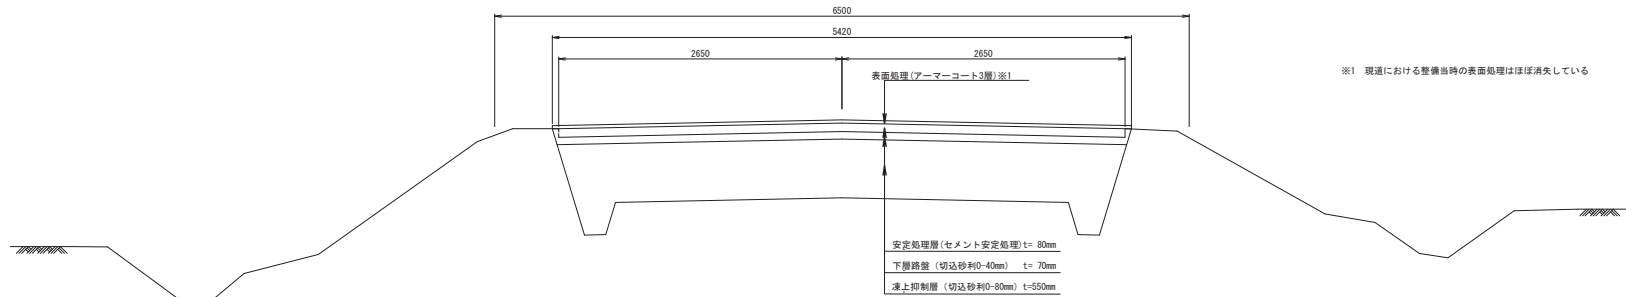 6500
5420
2650
2650
表面処理(アーマーコート3層)※1
※1 現道における整備当時の表面処理はほぼ消失している
安定処理層(セメント安定処理)t= 80mm
下層路盤(切込砂利0-40mm) t= 70mm
凍上抑制層(切込砂利0-80mm) t=550mm